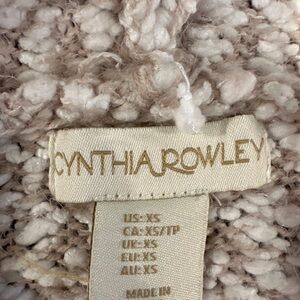 CYNTHIA ROWLEY
US: XS
CA: XS/TP
UK: XS
EU: XS
AU: XS
MADE IN